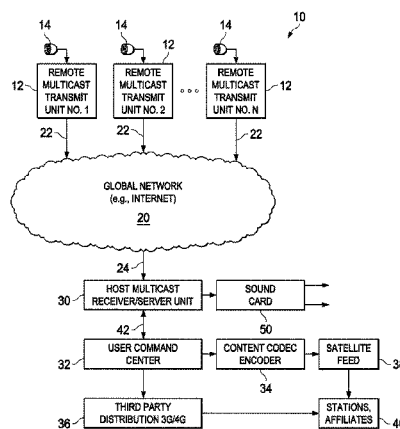 10
14
14
14
12
REMOTE
MULTICAST
TRANSMIT
UNIT NO. 1
REMOTE
MULTICAST
TRANSMIT
UNIT NO. 2
12
REMOTE
MULTICAST
TRANSMIT
UNIT NO. N
12
22
22
22
GLOBAL NETWORK
(e.g., INTERNET)
20
24
HOST MULTICAST
RECEIVER/SERVER UNIT
30
SOUND
CARD
50
42
USER COMMAND
CENTER
32
CONTENT CODEC
ENCODER
34
SATELLITE
FEED
THIRD PARTY
DISTRIBUTION 3G/4G
36
STATIONS,
AFFILIATES